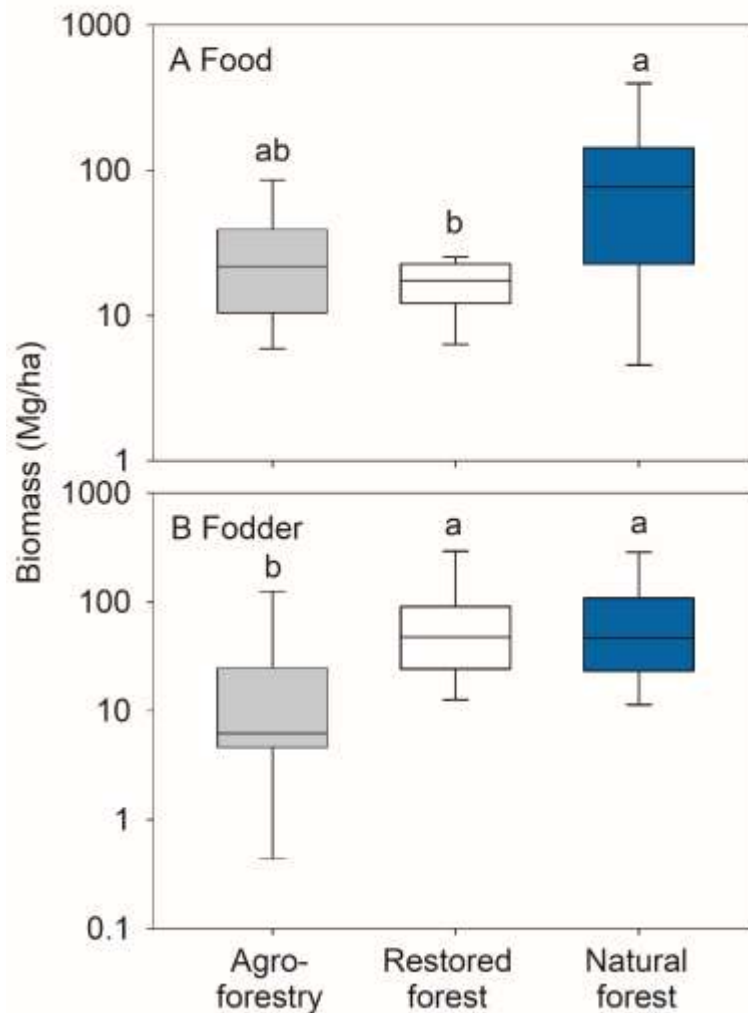 Biomass (Mg/ha)
1000
100
10
1
A Food
ab
b
a
1000
100
10
1
0.1
B Fodder
b
a
a
Agro-
forestry
Restored
forest
Natural
forest